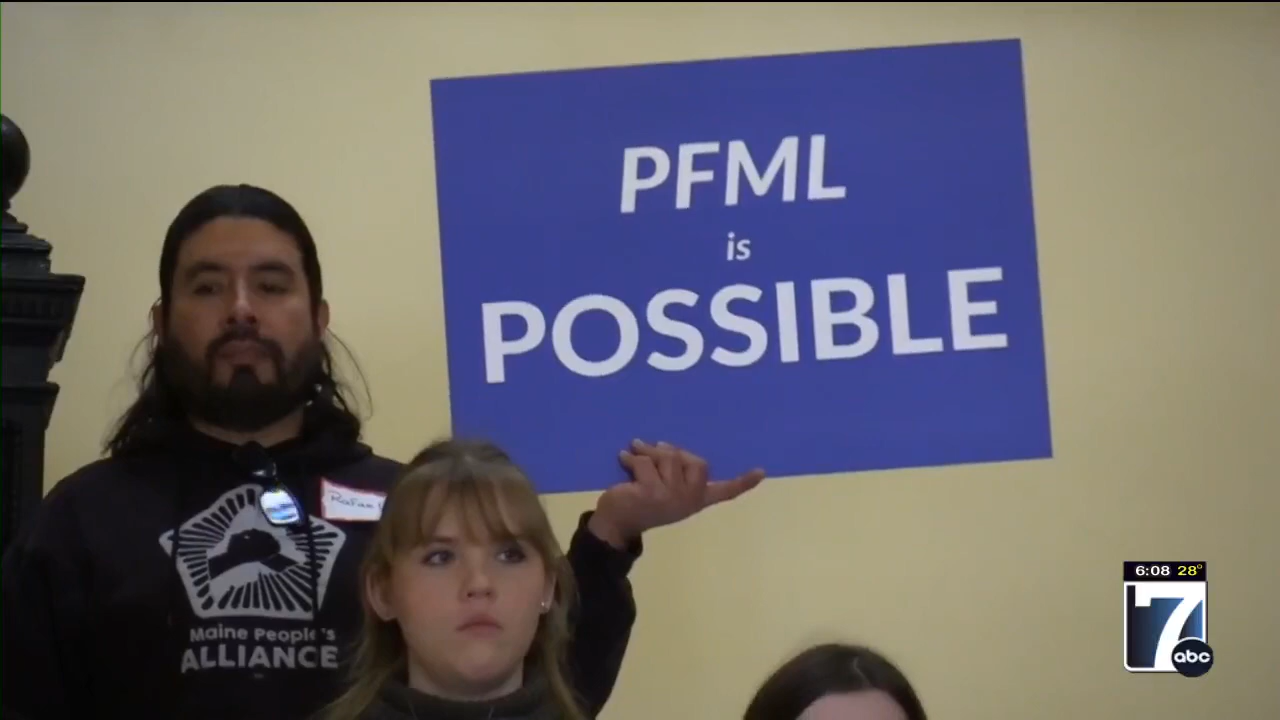 PFML
is
POSSIBLE
Maine People's
ALLIANCE
6:08 28°
7
abc